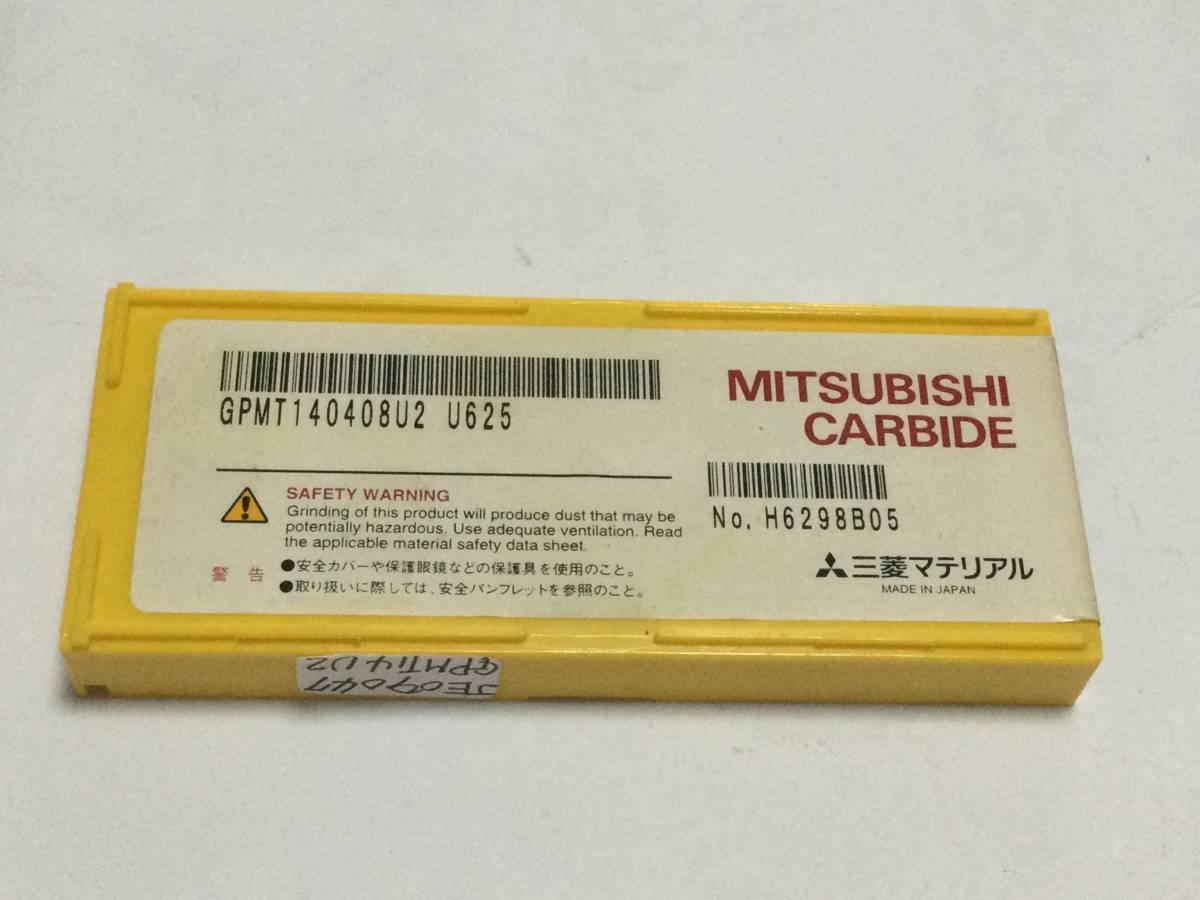 GPMT140408U2 U625
MITSUBISHI
CARBIDE
SAFETY WARNING
Grinding of this product will produce dust that may be
potentially hazardous. Use adequate ventilation. Read
the applicable material safety data sheet.
警告
●安全カバーや保護眼鏡などの保護具を使用のこと。
●取り扱いに際しては、安全パンフレットを参照のこと。
No. H6298B05
三菱マテリアル
MADE IN JAPAN
JE09047
GPMT14U2